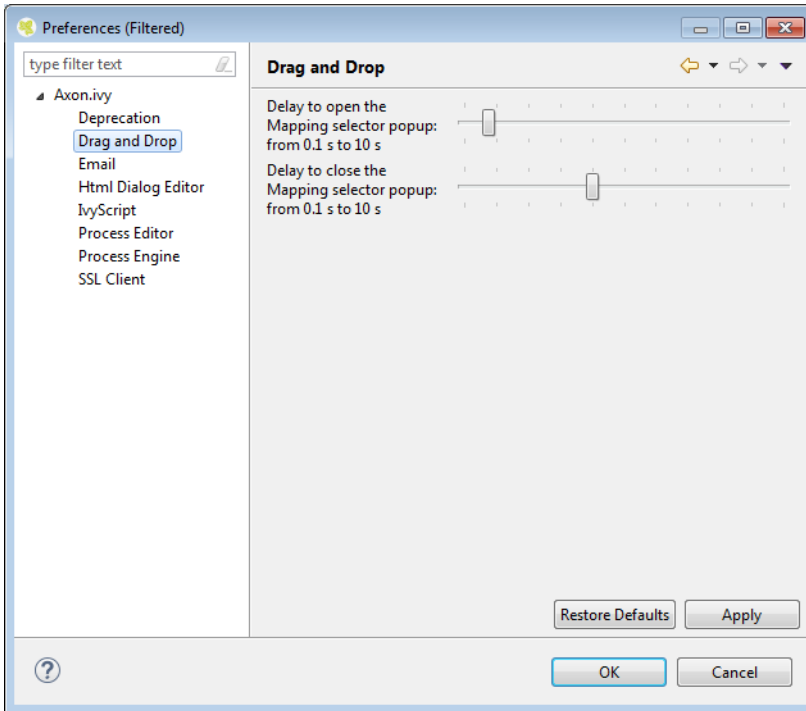 Preferences (Filtered)
type filter text
Axon.ivy
Deprecation
Drag and Drop
Email
Html Dialog Editor
IvyScript
Process Editor
Process Engine
SSL Client
Drag and Drop
Delay to open the
Mapping selector popup:
from 0.1 s to 10 s
Delay to close the
Mapping selector popup:
from 0.1 s to 10 s
Restore Defaults
Apply
?
OK
Cancel